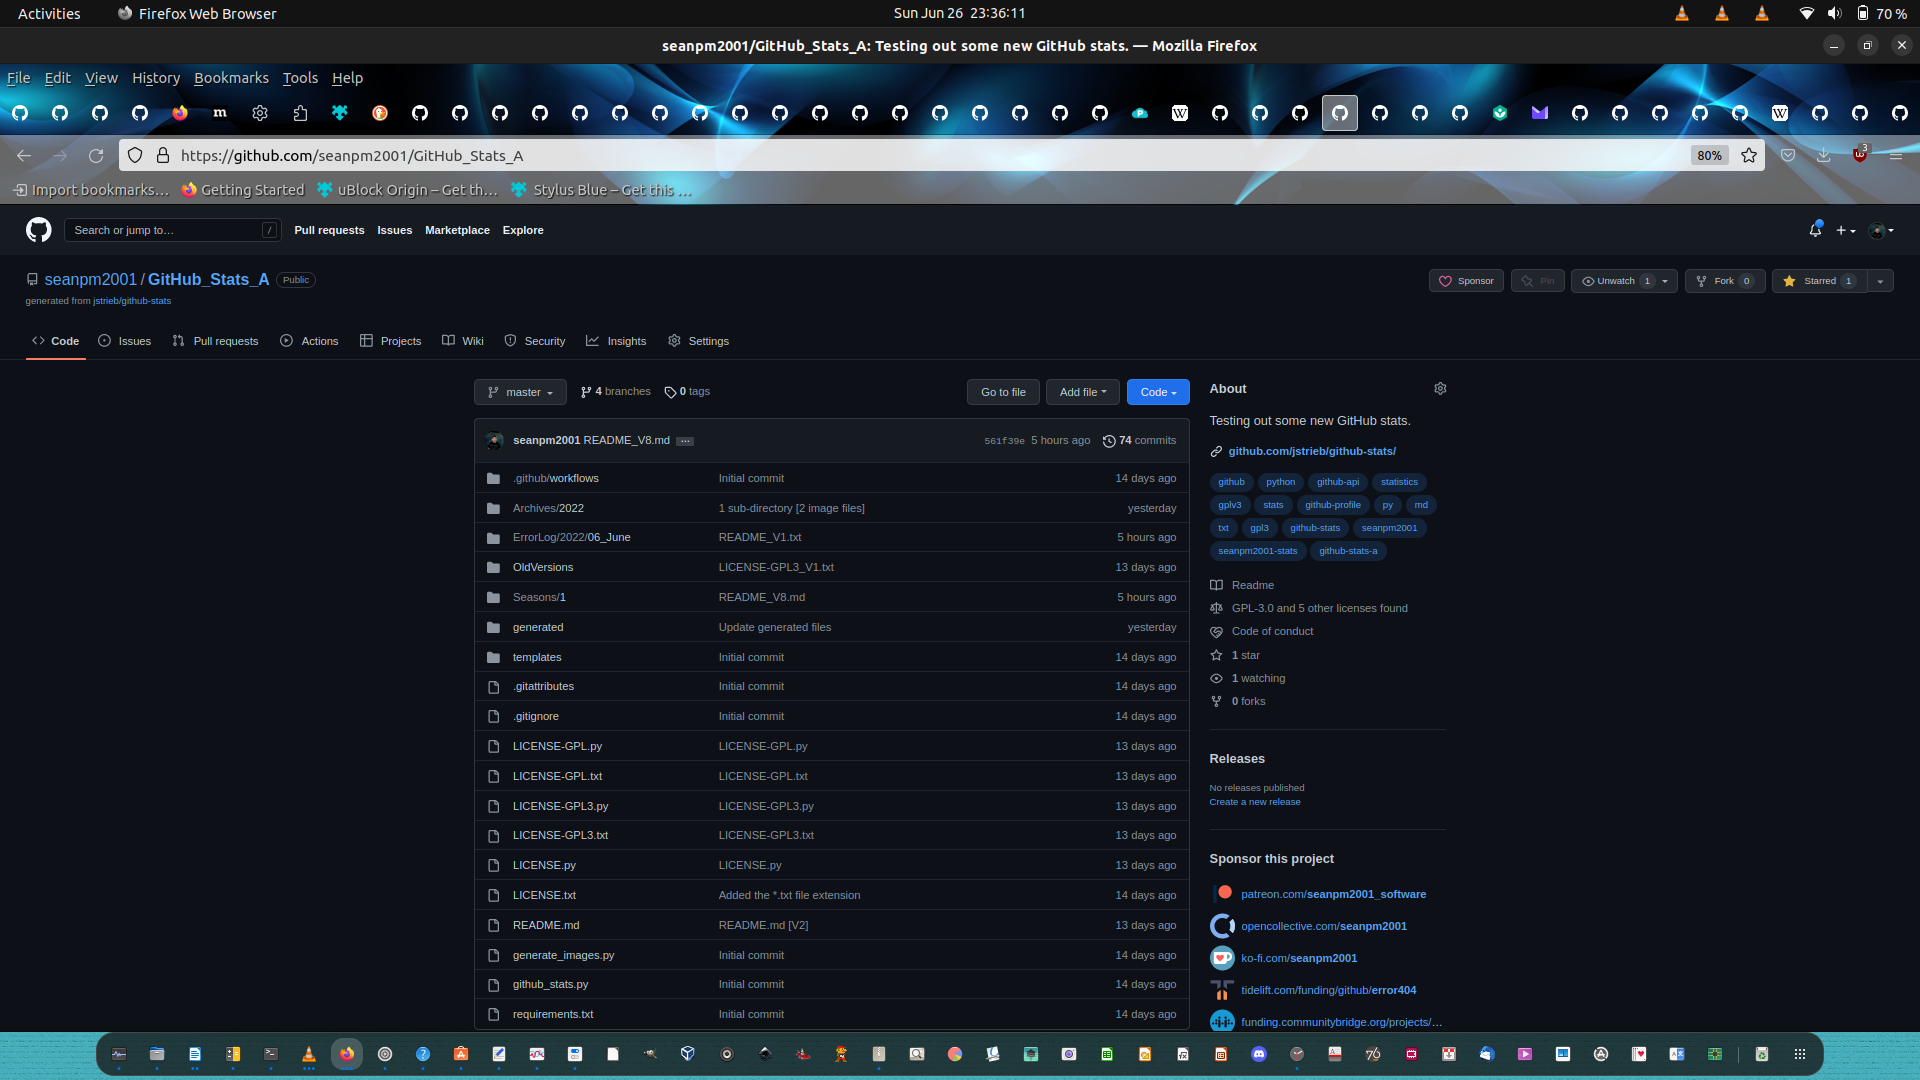 Activities Firefox Web Browser Sun Jun 26 23:36:11 70 %
seanpm2001/GitHub_Stats_A: Testing out some new GitHub stats. — Mozilla Firefox
File Edit View History Bookmarks Tools Help
https://github.com/seanpm2001/GitHub_Stats_A 80% 3
Import bookmarks... Getting Started uBlock Origin – Get th... Stylus Blue – Get this ...
Search or jump to... / Pull requests Issues Marketplace Explore
seanpm2001 / GitHub_Stats_A Public Sponsor Pin Unwatch 1 Fork 0 Starred 1
generated from jstrieb/github-stats
Code Issues Pull requests Actions Projects Wiki Security Insights Settings
master 4 branches 0 tags Go to file Add file Code
seanpm2001 README_V8.md ... 561f39e 5 hours ago 74 commits
.github/workflows Initial commit 14 days ago
Archives/2022 1 sub-directory [2 image files] yesterday
ErrorLog/2022/06_June README_V1.txt 5 hours ago
OldVersions LICENSE-GPL3_V1.txt 13 days ago
Seasons/1 README_V8.md 5 hours ago
generated Update generated files yesterday
templates Initial commit 14 days ago
.gitattributes Initial commit 14 days ago
.gitignore Initial commit 14 days ago
LICENSE-GPL.py LICENSE-GPL.py 13 days ago
LICENSE-GPL.txt LICENSE-GPL.txt 13 days ago
LICENSE-GPL3.py LICENSE-GPL3.py 13 days ago
LICENSE-GPL3.txt LICENSE-GPL3.txt 13 days ago
LICENSE.py LICENSE.py 13 days ago
LICENSE.txt Added the *.txt file extension 14 days ago
README.md README.md [V2] 13 days ago
generate_images.py Initial commit 14 days ago
github_stats.py Initial commit 14 days ago
requirements.txt Initial commit 14 days ago
About
Testing out some new GitHub stats.
github.com/jstrieb/github-stats/
github python github-api statistics
gplv3 stats github-profile py md
txt gpl3 github-stats seanpm2001
seanpm2001-stats github-stats-a
Readme
GPL-3.0 and 5 other licenses found
Code of conduct
1 star
1 watching
0 forks
Releases
No releases published
Create a new release
Sponsor this project
patreon.com/seanpm2001_software
opencollective.com/seanpm2001
ko-fi.com/seanpm2001
tidelift.com/funding/github/error404
funding.communitybridge.org/projects/...